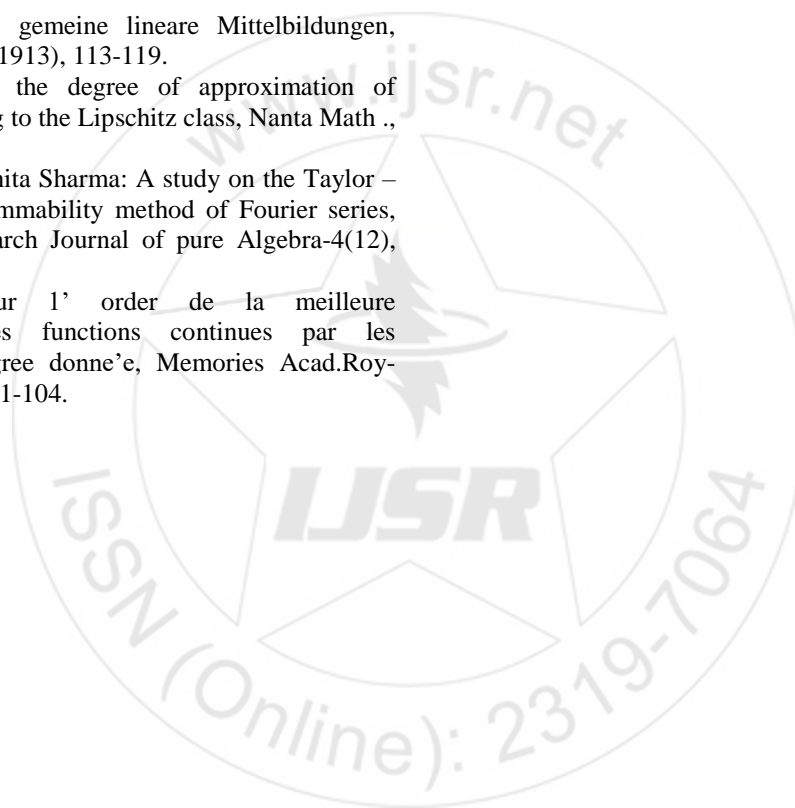 gemeine lineare Mittelbildungen,
1913), 113-119.
the degree of approximation of
g to the Lipschitz class, Nanta Math .,
nita Sharma: A study on the Taylor –
mmability method of Fourier series,
arch Journal of pure Algebra-4(12),
ur 1’ order de la meilleure
es functions continues par les
gree donne’e, Memories Acad.Roy-
1-104.
www.ijsr.net
IJSR
ISSN (Online): 2319-7064